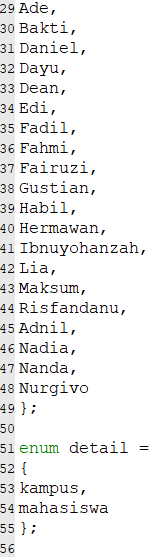 29 Ade,
30 Bakti,
31 Daniel,
32 Dayu,
33 Dean,
34 Edi,
35 Fadil,
36 Fahmi,
37 Fairuzi,
38 Gustian,
39 Habil,
40 Hermawan,
41 Ibnuyohanzah,
42 Lia,
43 Maksum,
44 Risfandanu,
45 Adnil,
46 Nadia,
47 Nanda,
48 Nurgivo
49 };
50
51 enum detail =
52 {
53 kampus,
54 mahasiswa
55 };
56